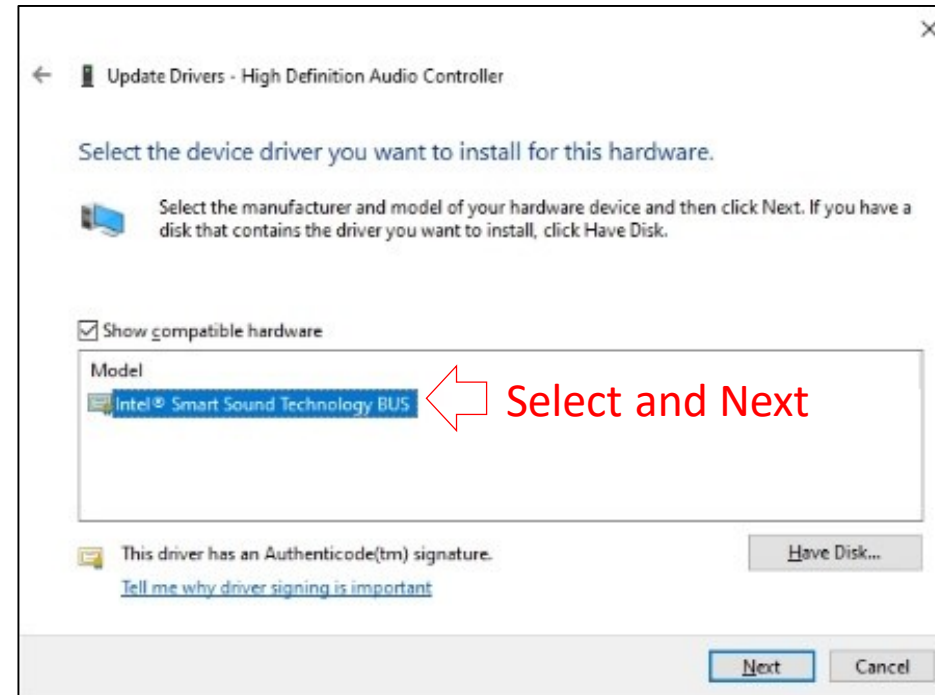 Update Drivers - High Definition Audio Controller
Select the device driver you want to install for this hardware.
Select the manufacturer and model of your hardware device and then click Next. If you have a
disk that contains the driver you want to install, click Have Disk.
Show compatible hardware
Model
Intel® Smart Sound Technology BUS
Select and Next
This driver has an Authenticode(tm) signature.
Have Disk...
Tell me why driver signing is important
Next
Cancel